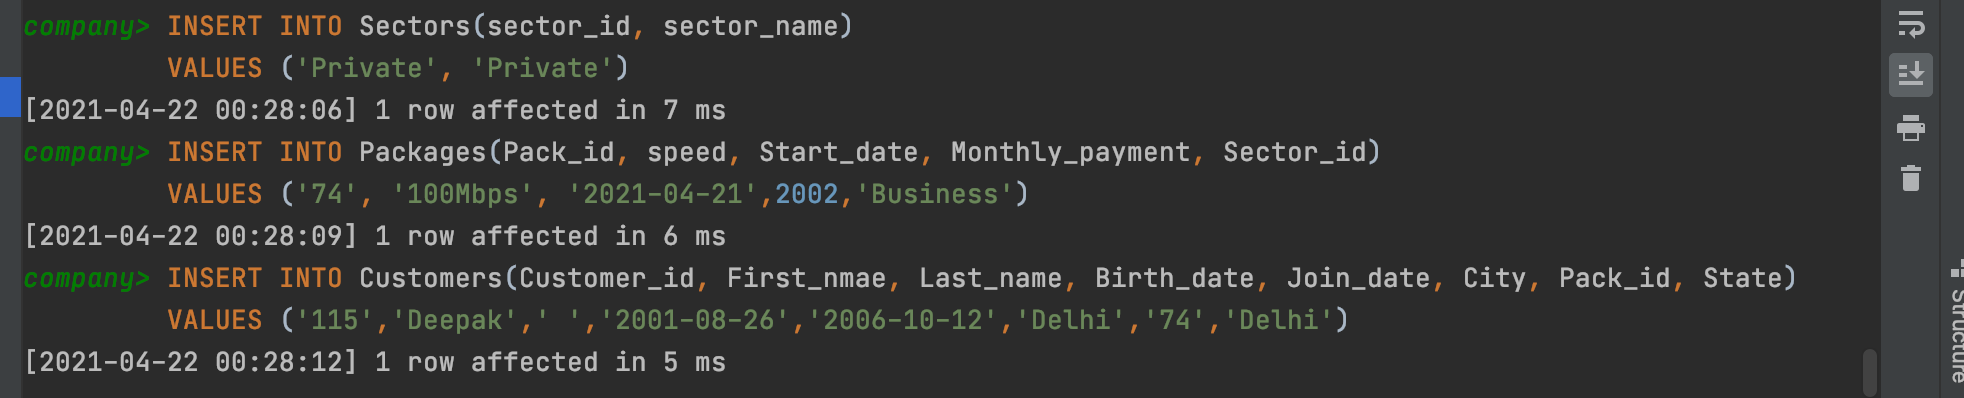 company> INSERT INTO Sectors(sector_id, sector_name)
VALUES ('Private', 'Private')
[2021-04-22 00:28:06] 1 row affected in 7 ms
company> INSERT INTO Packages(Pack_id, speed, Start_date, Monthly_payment, Sector_id)
VALUES ('74', '100Mbps', '2021-04-21',2002,'Business')
[2021-04-22 00:28:09] 1 row affected in 6 ms
company> INSERT INTO Customers(Customer_id, First_nmae, Last_name, Birth_date, Join_date, City, Pack_id, State)
VALUES ('115','Deepak',' ','2001-08-26','2006-10-12','Delhi','74','Delhi')
[2021-04-22 00:28:12] 1 row affected in 5 ms
Structure